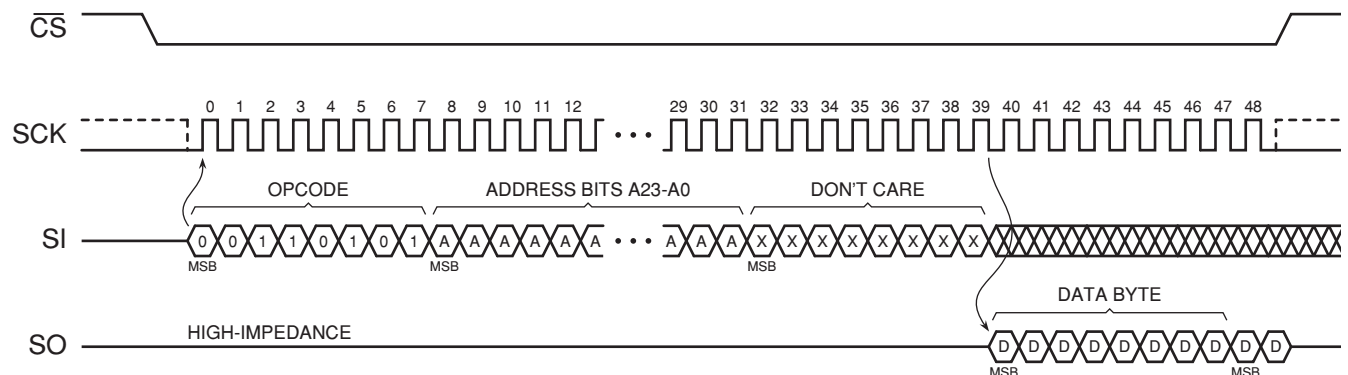 CS
0 1 2 3 4 5 6 7 8 9 10 11 12 29 30 31 32 33 34 35 36 37 38 39 40 41 42 43 44 45 46 47 48
SCK • • •
OPCODE ADDRESS BITS A23-A0 DON'T CARE
SI 0 0 1 1 0 1 0 1 A A A A A A • • • A A A X X X X X X X X
MSB MSB MSB
DATA BYTE
HIGH-IMPEDANCE
SO D D D D D D D D D D
MSB MSB